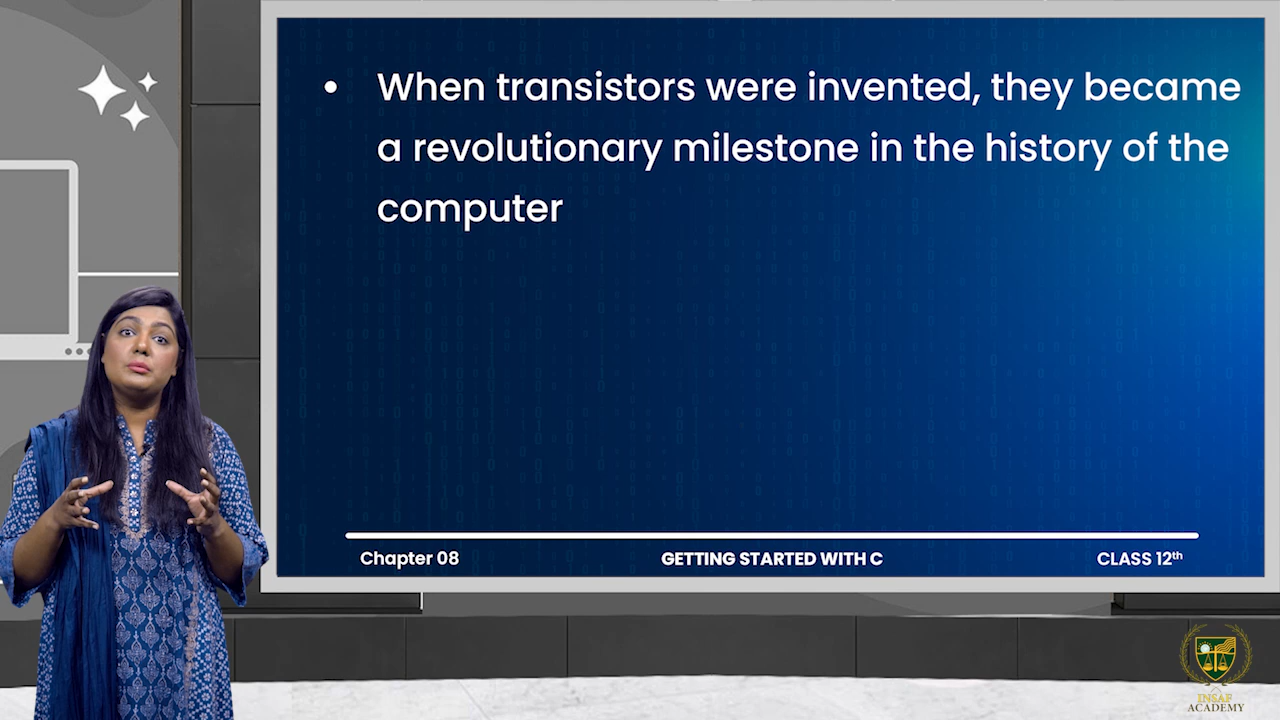 • When transistors were invented, they became
a revolutionary milestone in the history of the
computer
Chapter 08 GETTING STARTED WITH C CLASS 12th
INSAF
ACADEMY